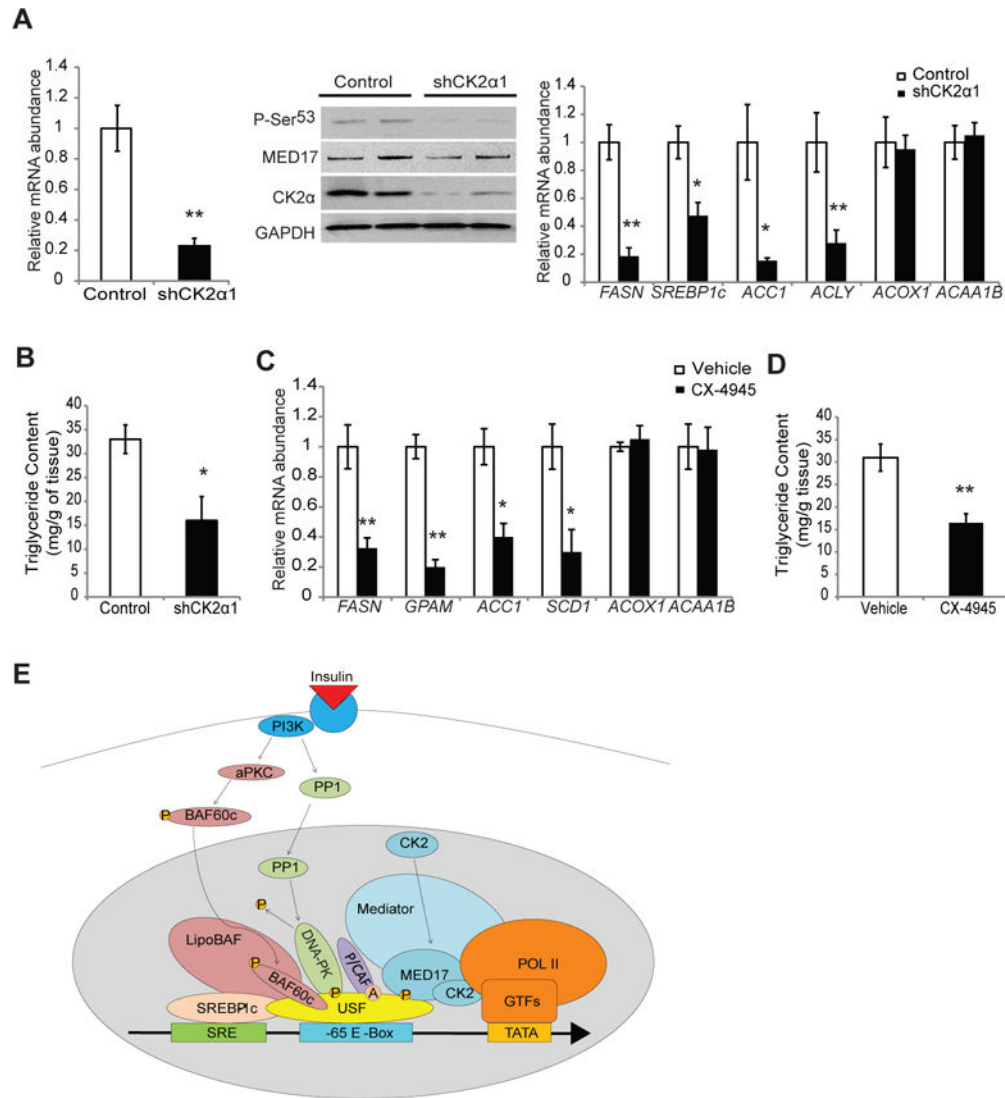 A
Relative mRNA abundance
1.4
1.2
1
0.8
0.6
0.4
0.2
0
**
Control
shCK2α1
Control shCK2α1
P-Ser53
MED17
CK2α
GAPDH
Control
shCK2α1
Relative mRNA abundance
1.4
1.2
1
0.8
0.6
0.4
0.2
0
**
*
*
**
FASN SREBP1c ACC1 ACLY ACOX1 ACAA1B
B
Triglyceride Content
(mg/g of tissue)
40
35
30
25
20
15
10
5
0
*
Control shCK2α1
C
Vehicle
CX-4945
Relative mRNA abundance
1.4
1.2
1
0.8
0.6
0.4
0.2
0
**
**
*
*
FASN GPAM ACC1 SCD1 ACOX1 ACAA1B
D
Triglyceride Content
(mg/g tissue)
40
35
30
25
20
15
10
5
0
**
Vehicle CX-4945
E
Insulin
PI3K
aPKC
PP1
P
BAF60c
CK2
PP1
P
Mediator
LipoBAF
DNA-PK
P/CAF
POL II
P
BAF60c
MED17
CK2
P
A
P
SREBP1c
USF
GTFs
SRE
-65 E-Box
TATA